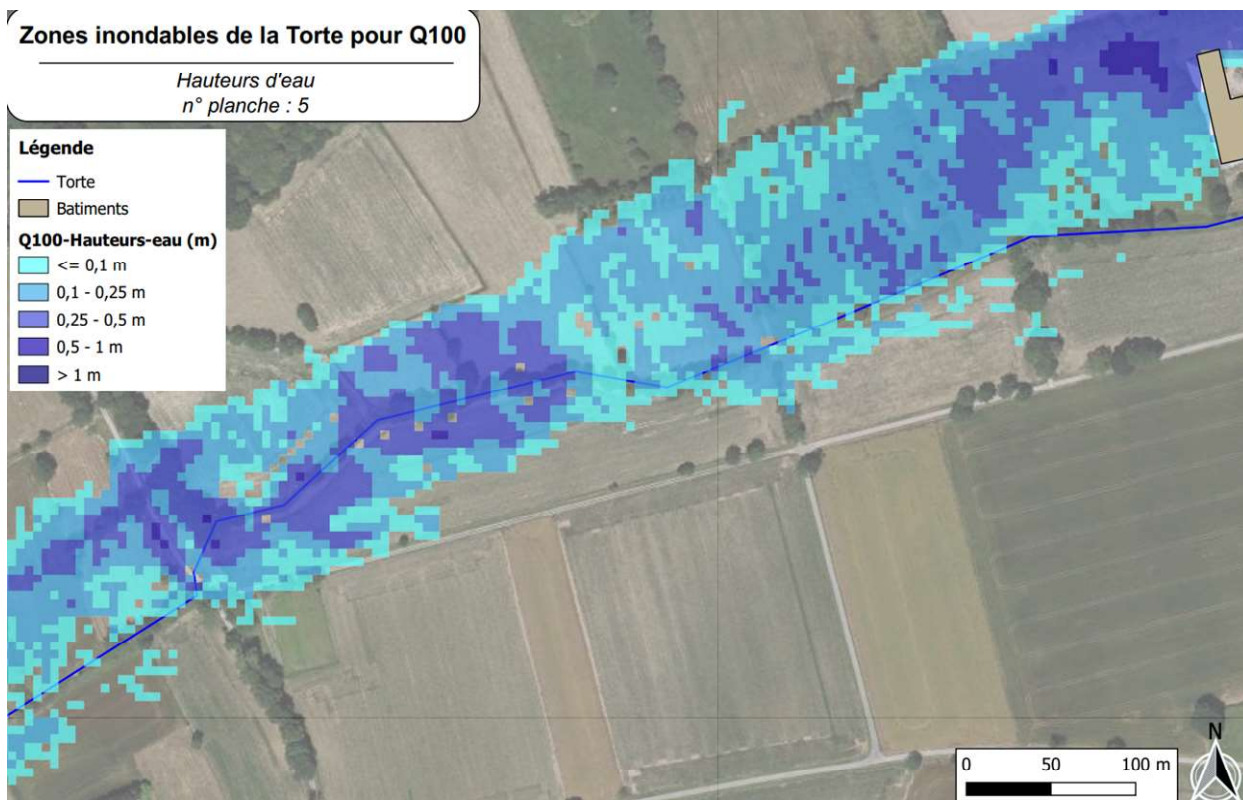 Zones inondables de la Torte pour Q100
Hauteurs d'eau
n° planche : 5
Légende
Torte
Batiments
Q100-Hauteurs-eau (m)
<= 0,1 m
0,1 - 0,25 m
0,25 - 0,5 m
0,5 - 1 m
> 1 m
0 50 100 m
N